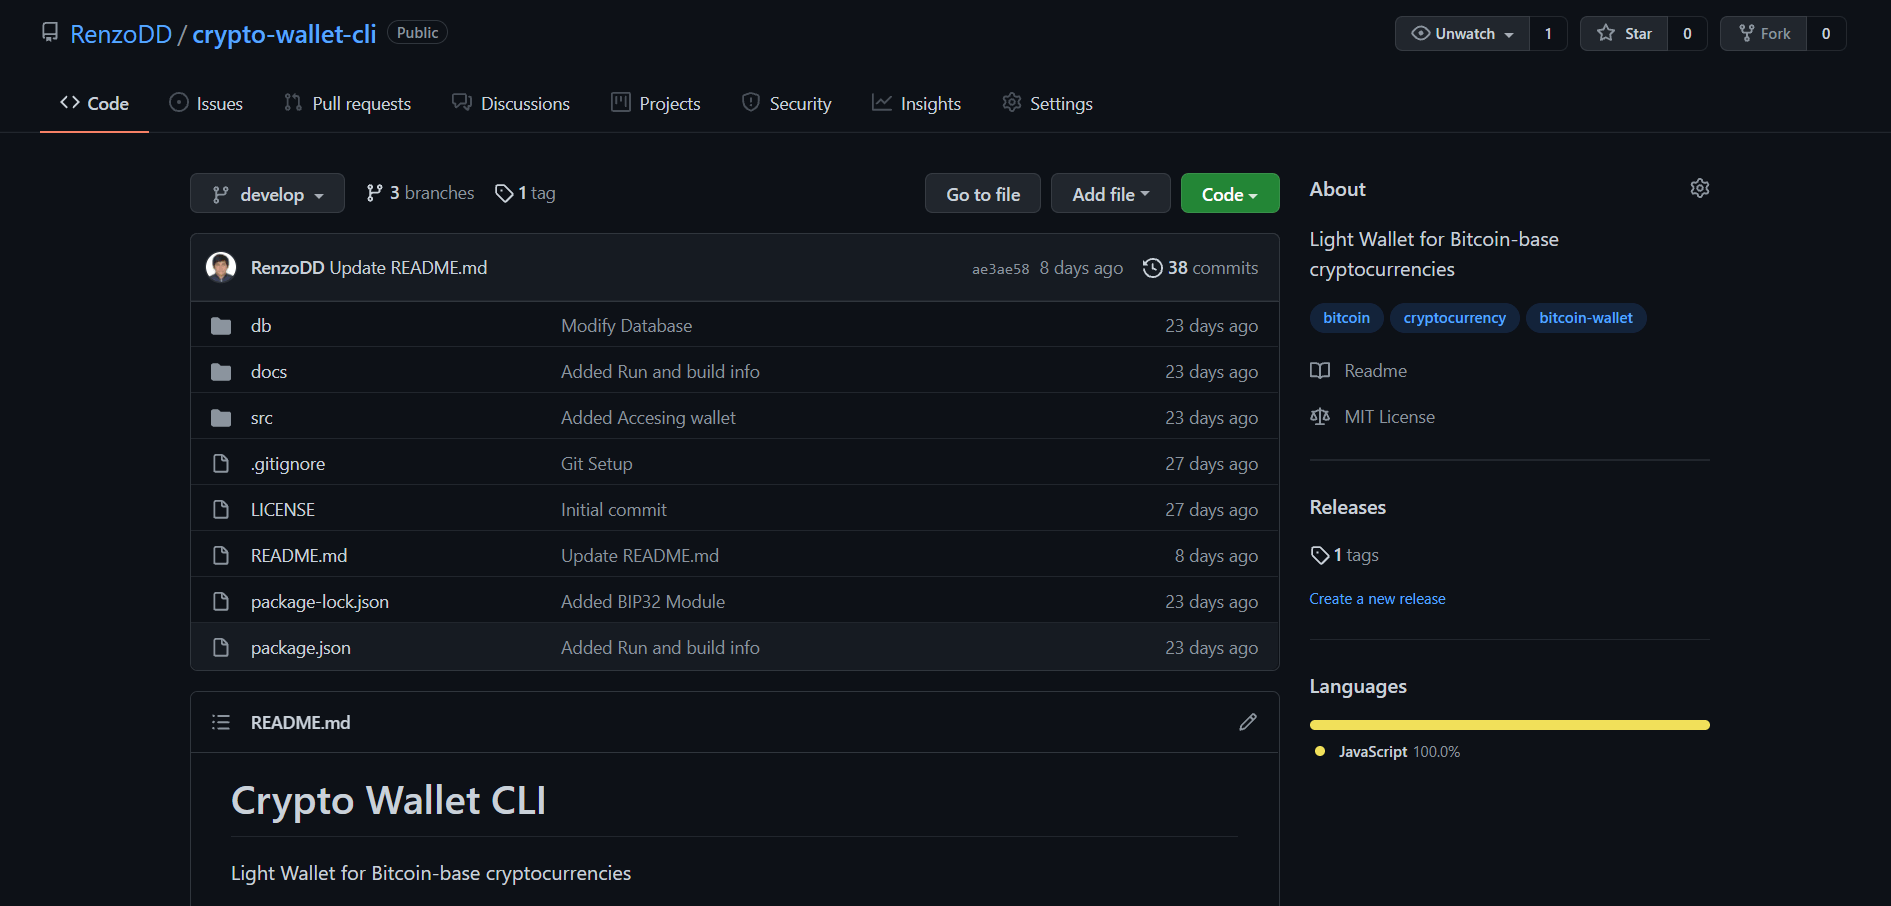 RenzoDD / crypto-wallet-cli Public
Unwatch 1 Star 0 Fork 0
Code Issues Pull requests Discussions Projects Security Insights Settings
develop 3 branches 1 tag Go to file Add file Code
RenzoDD Update README.md ae3ae58 8 days ago 38 commits
db Modify Database 23 days ago
docs Added Run and build info 23 days ago
src Added Accesing wallet 23 days ago
.gitignore Git Setup 27 days ago
LICENSE Initial commit 27 days ago
README.md Update README.md 8 days ago
package-lock.json Added BIP32 Module 23 days ago
package.json Added Run and build info 23 days ago
README.md
Crypto Wallet CLI
Light Wallet for Bitcoin-base cryptocurrencies
About
Light Wallet for Bitcoin-base
cryptocurrencies
bitcoin cryptocurrency bitcoin-wallet
Readme
MIT License
Releases
1 tags
Create a new release
Languages
JavaScript 100.0%